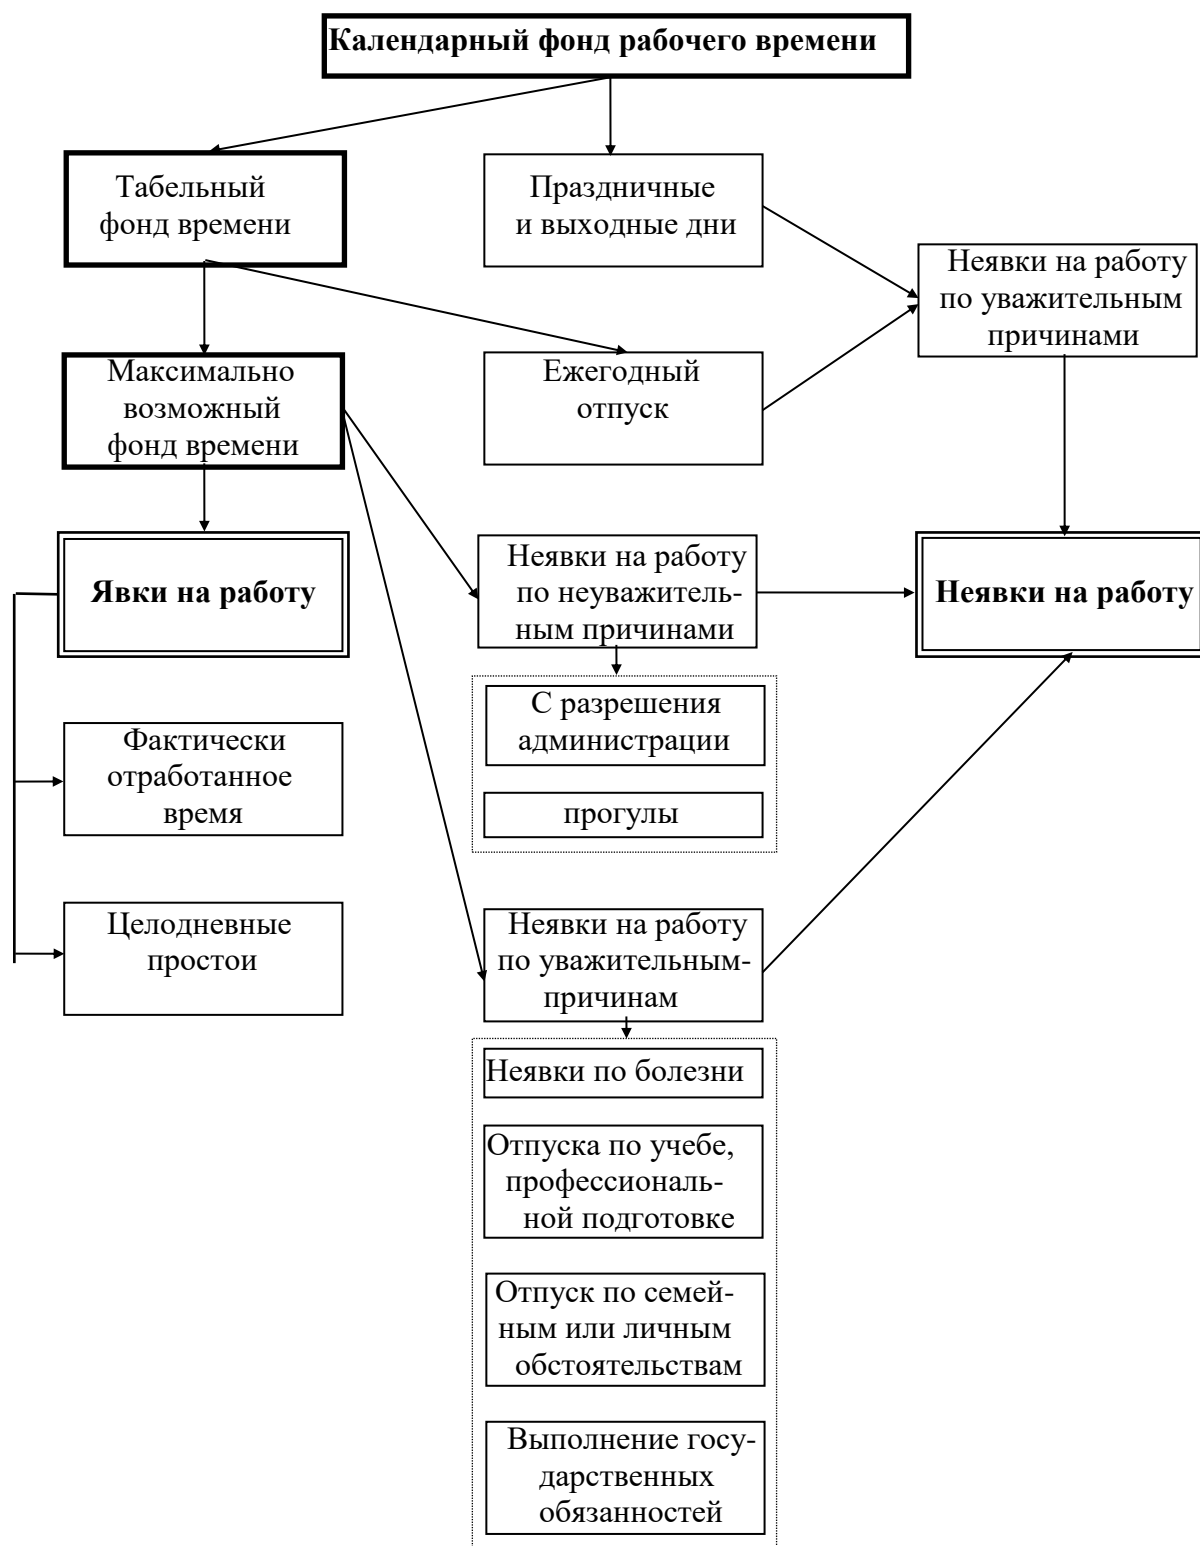 Календарный фонд рабочего времени
Табельный
фонд времени
Праздничные
и выходные дни
Неявки на работу
по уважительным
причинами
Максимально
возможный
фонд времени
Ежегодный
отпуск
Явки на работу
Неявки на работу
по неуважитель-
ным причинами
Неявки на работу
С разрешения
администрации
прогулы
Фактически
отработанное
время
Целодневные
простои
Неявки на работу
по уважительным-
причинам
Неявки по болезни
Отпуска по учебе,
профессиональ-
ной подготовке
Отпуск по семей-
ным или личным
обстоятельствам
Выполнение госу-
дарственных
обязанностей